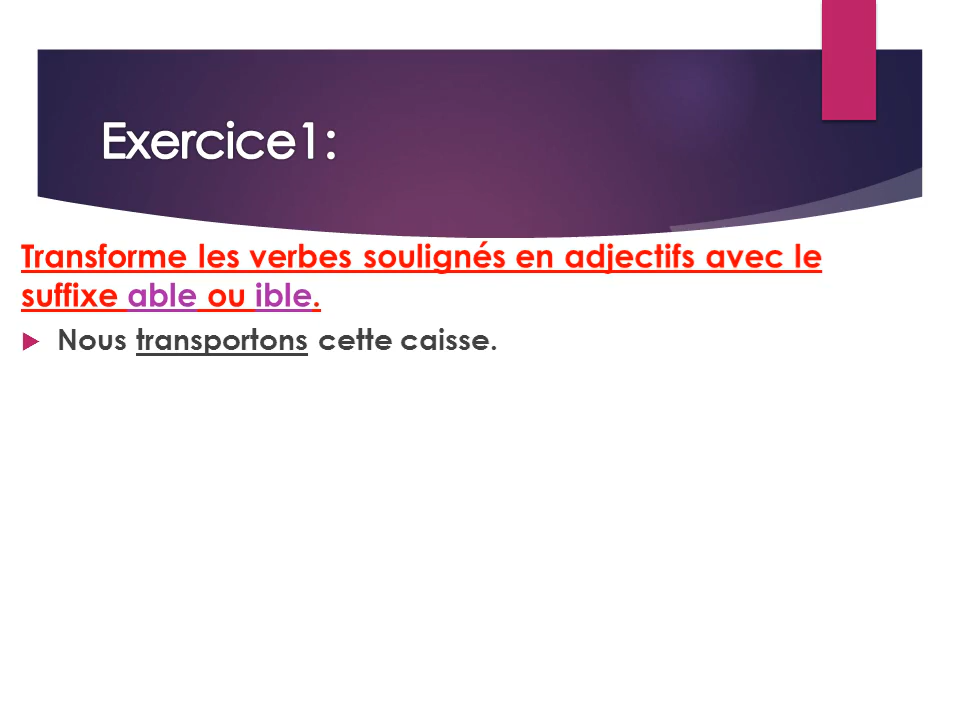 Exercice1:
Transforme les verbes soulignés en adjectifs avec le
suffixe able ou ible.
Nous transportons cette caisse.